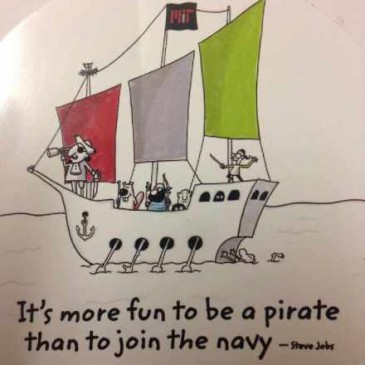 MIT
It's more fun to be a pirate
than to join the navy – Steve Jobs